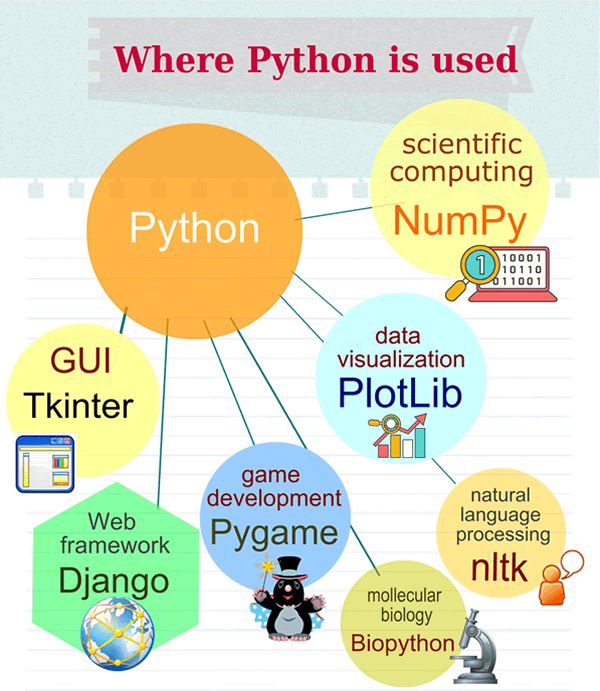 Where Python is used
Python
scientific
computing
NumPy
1
10001
10110
011001
data
visualization
PlotLib
GUI
Tkinter
game
development
Pygame
Web
framework
Django
natural
language
processing
nltk
mollecular
biology
Biopython